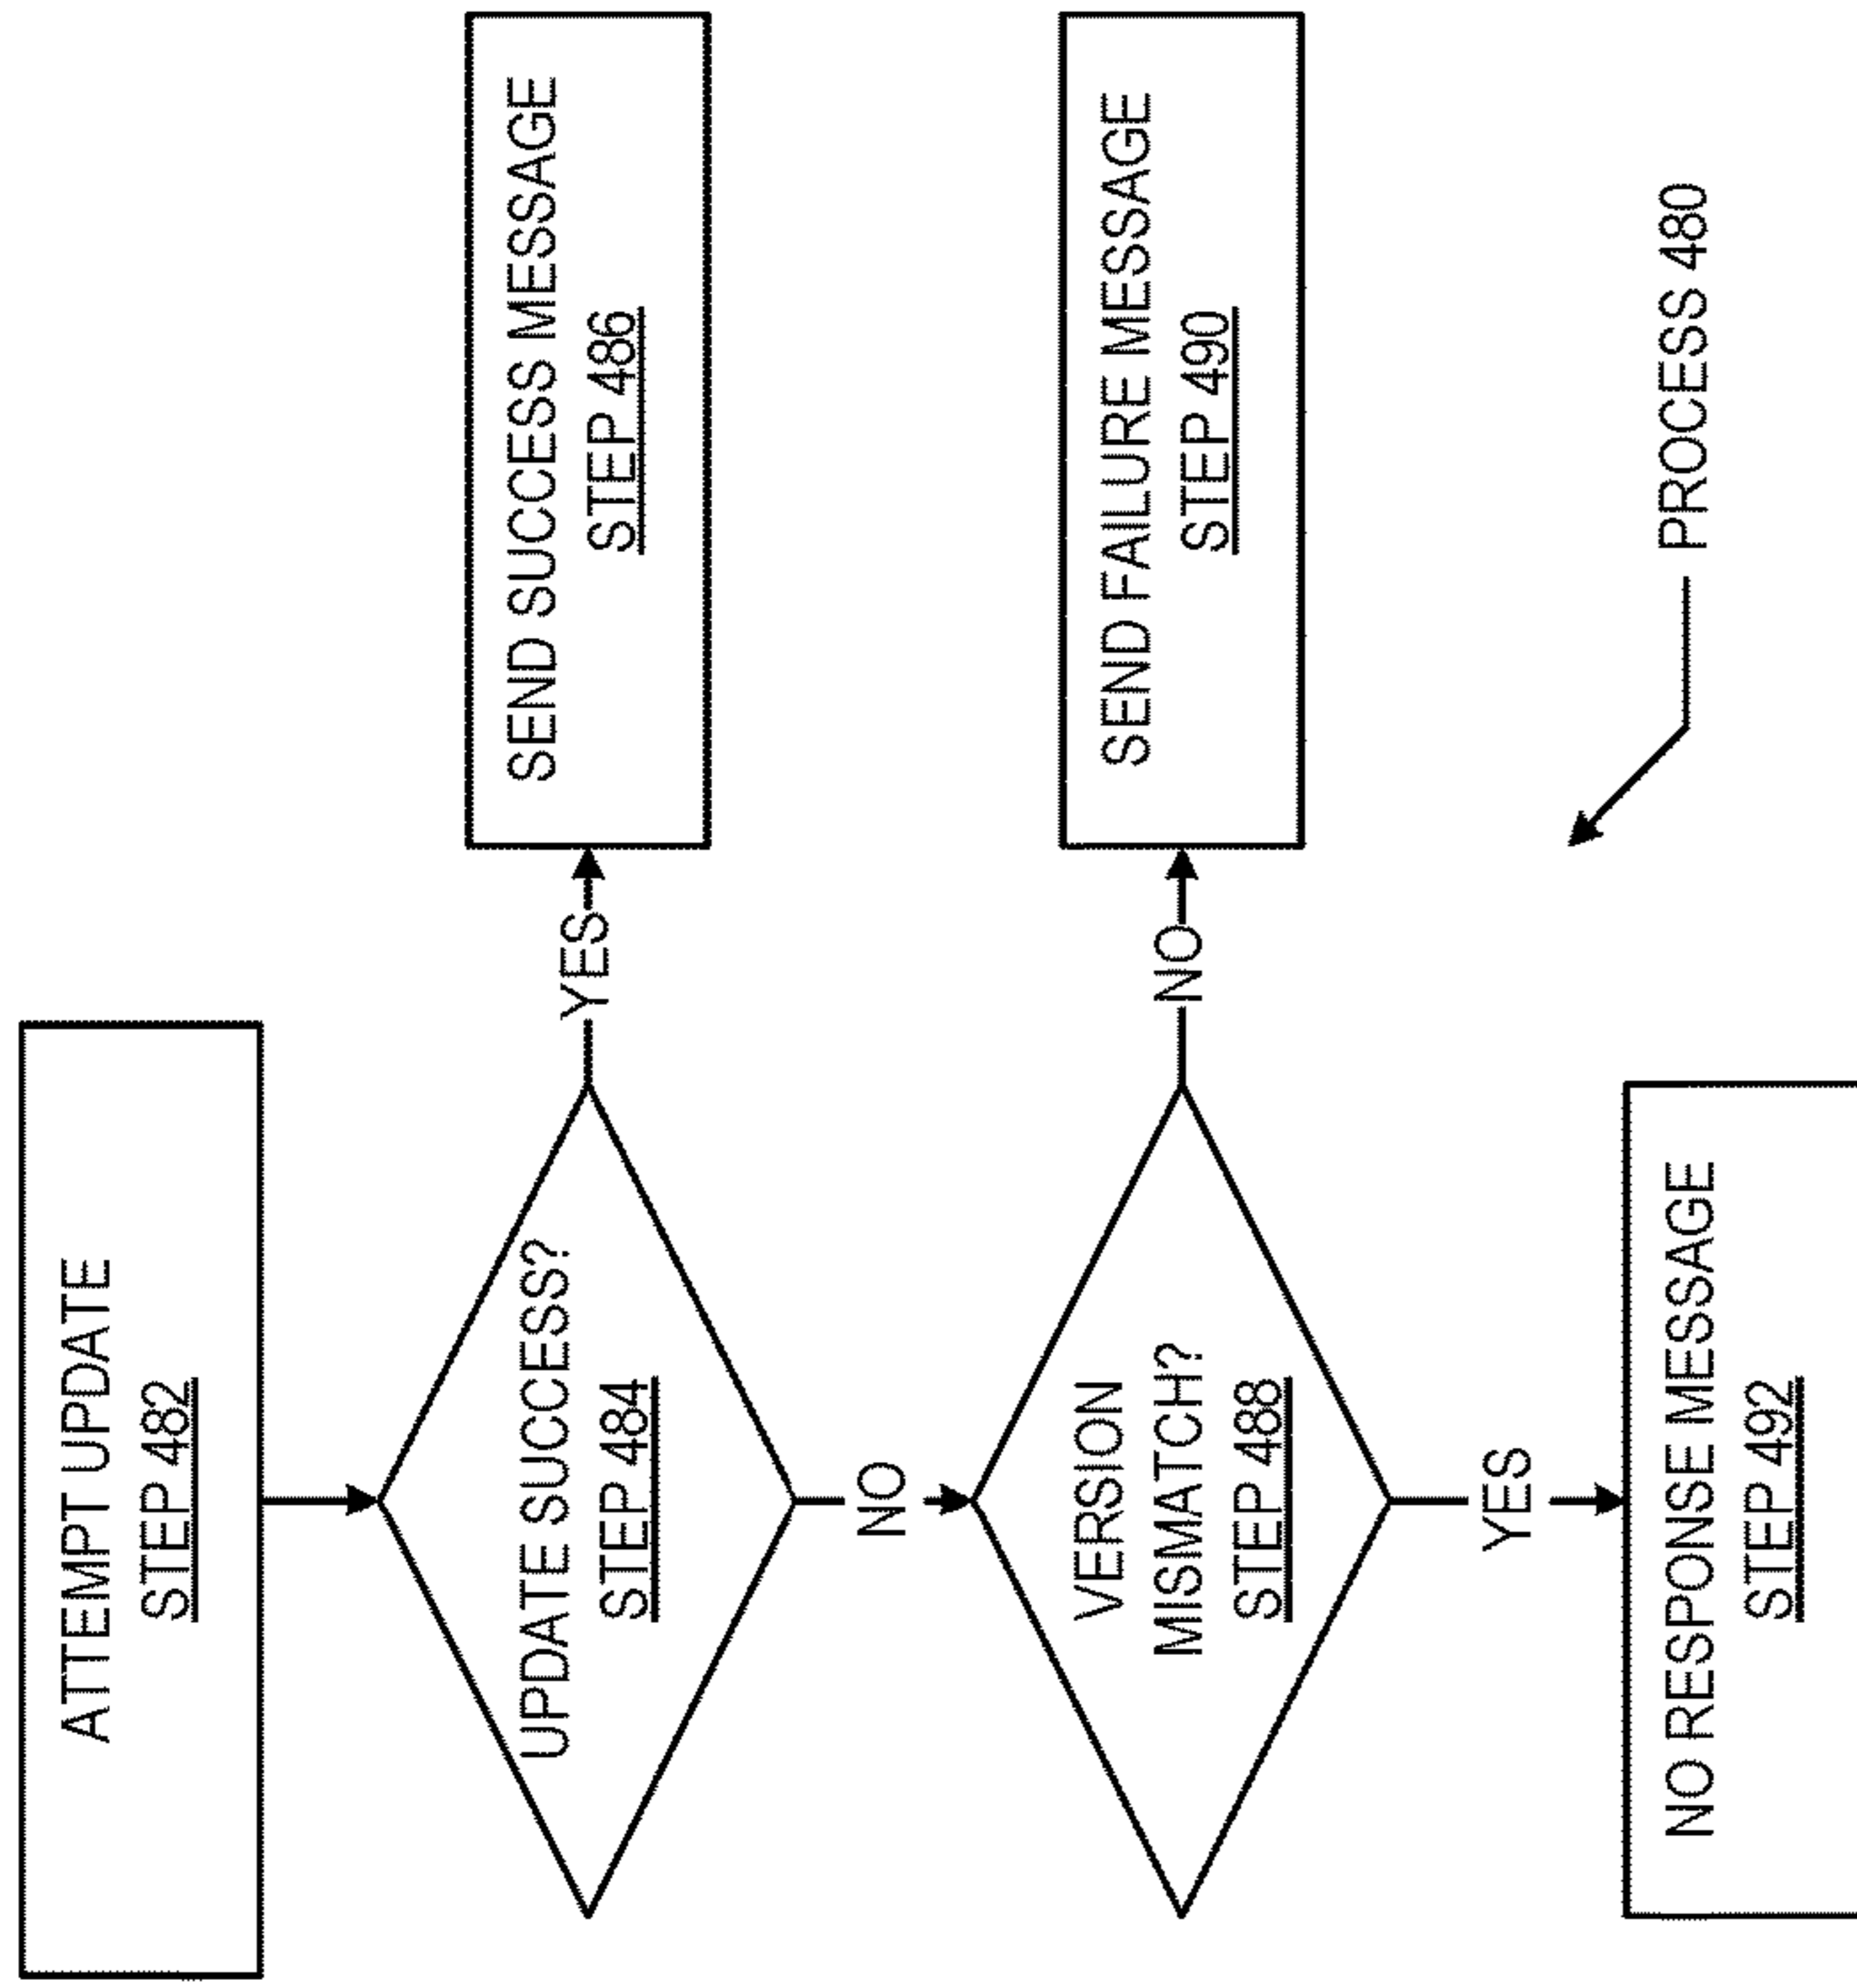 ATTEMPT UPDATE
STEP 482
UPDATE SUCCESS?
STEP 484
YES
SEND SUCCESS MESSAGE
STEP 486
NO
VERSION
MISMATCH?
STEP 488
NO
SEND FAILURE MESSAGE
STEP 490
YES
NO RESPONSE MESSAGE
STEP 492
PROCESS 480